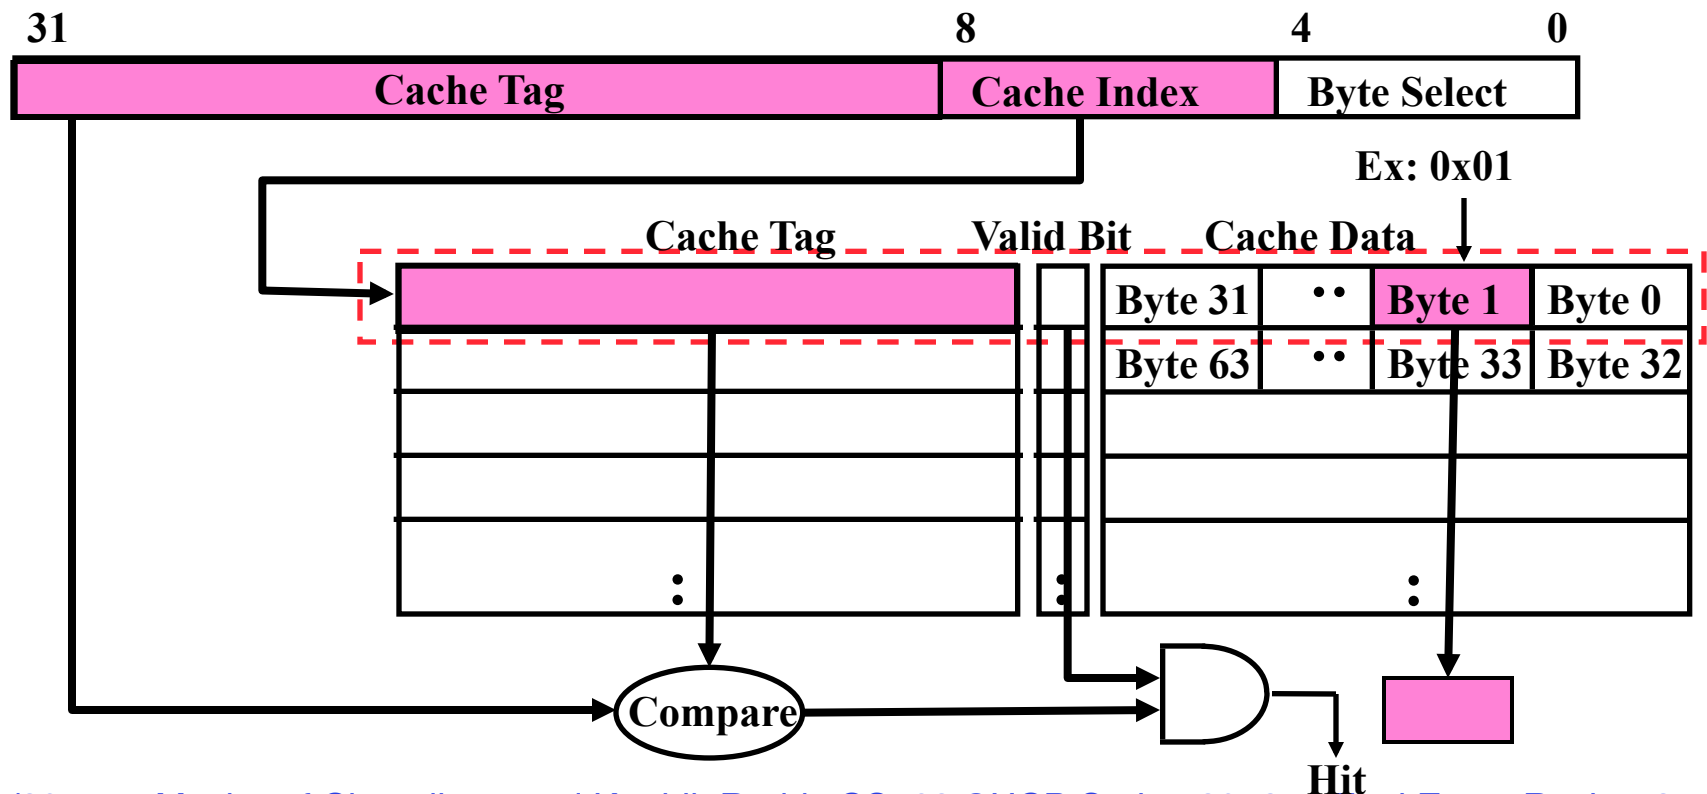 31 8 4 0
Cache Tag Cache Index Byte Select
Ex: 0x01
Cache Tag Valid Bit Cache Data
Byte 31 •• Byte 1 Byte 0
Byte 63 •• Byte 33 Byte 32
: : :
Compare
Hit